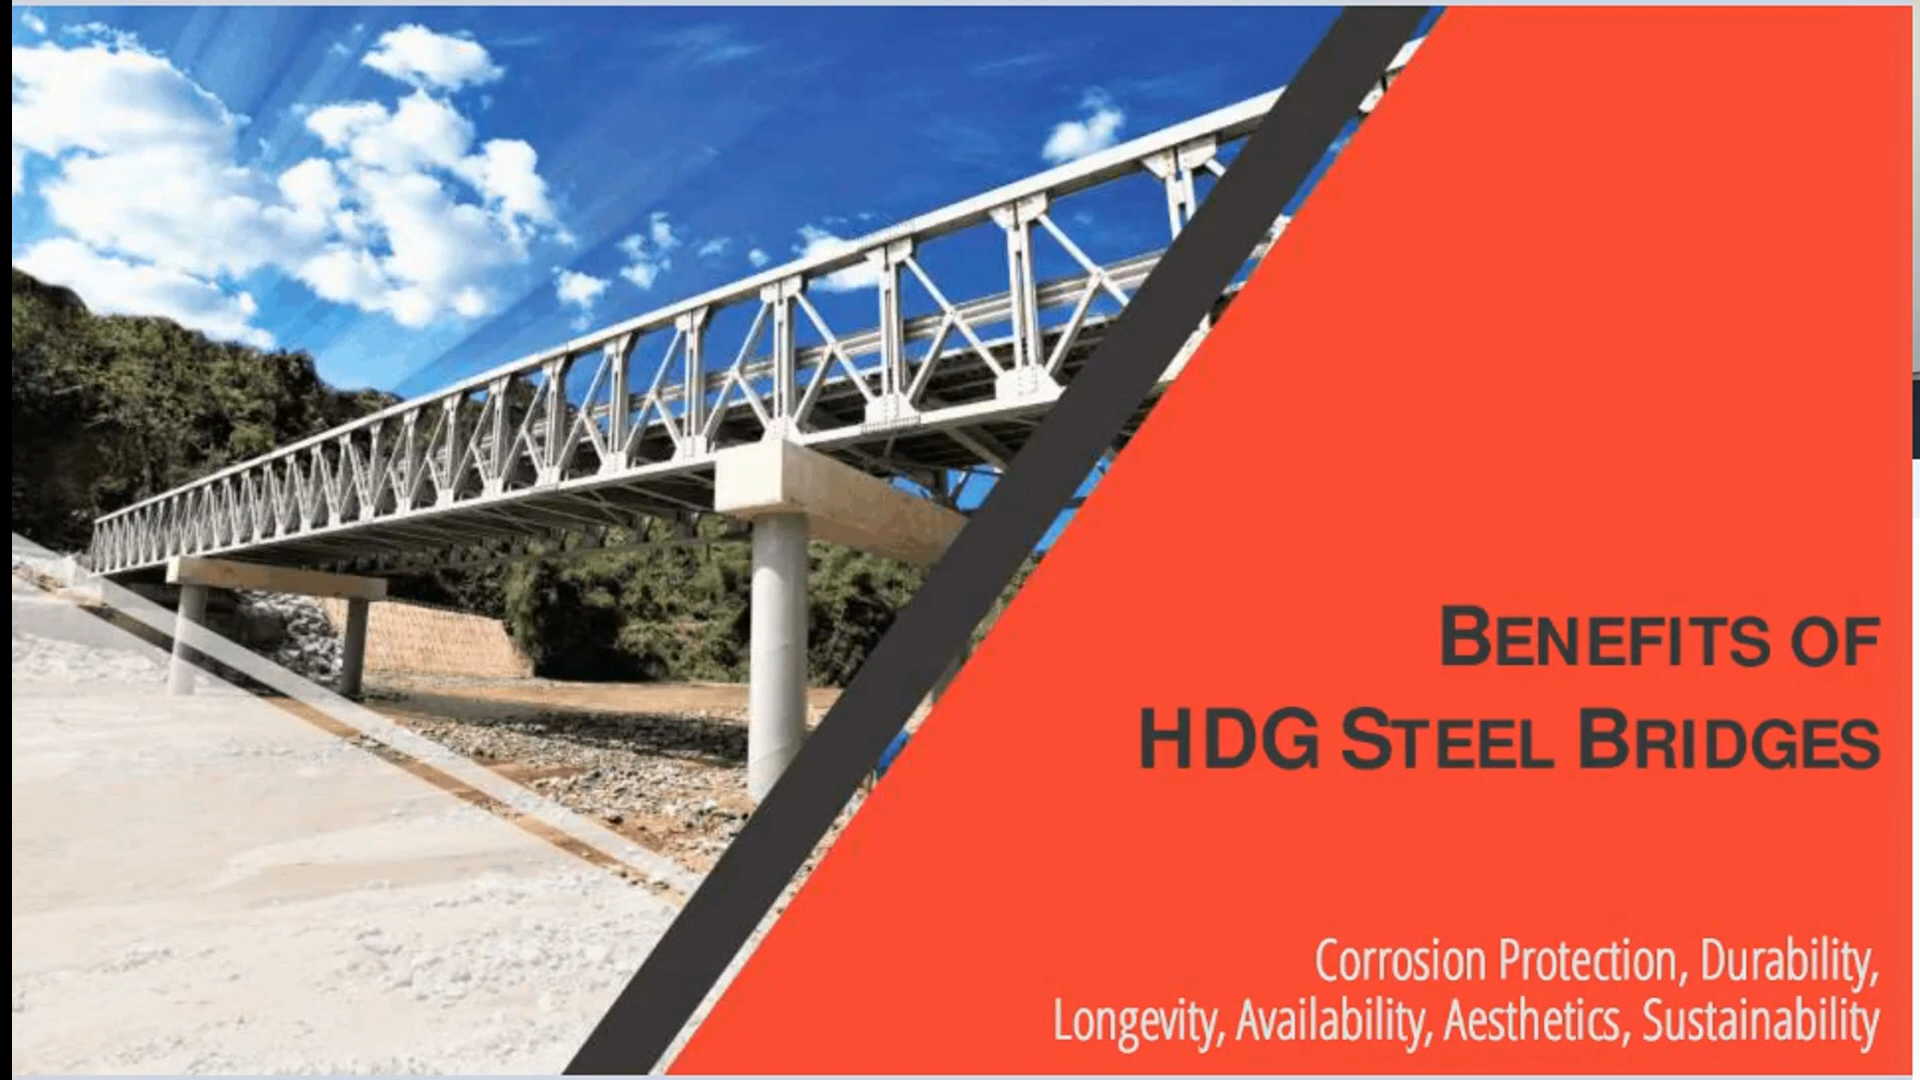 BENEFITS OF
HDG STEEL BRIDGES
Corrosion Protection, Durability,
Longevity, Availability, Aesthetics, Sustainability